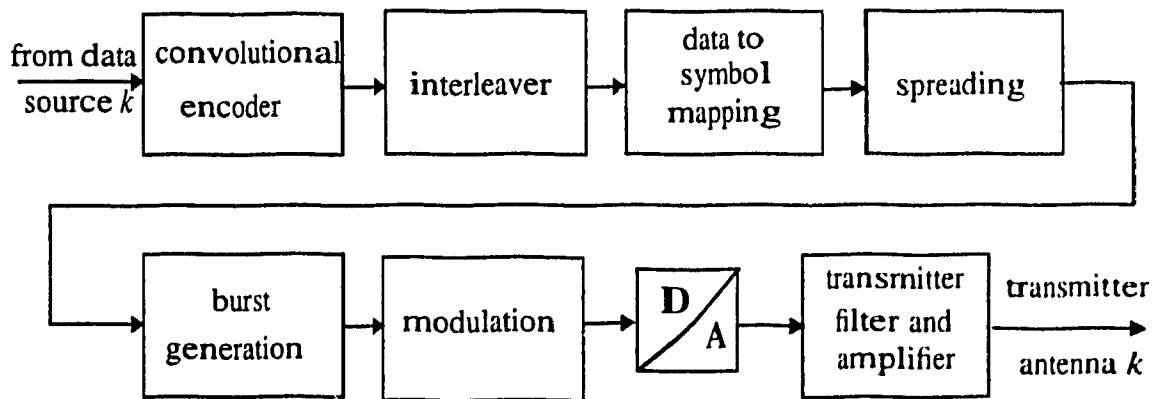 from data
source k
convolutional
encoder
interleaver
data to
symbol
mapping
spreading
burst
generation
modulation
D
A
transmitter
filter and
amplifier
transmitter
antenna k